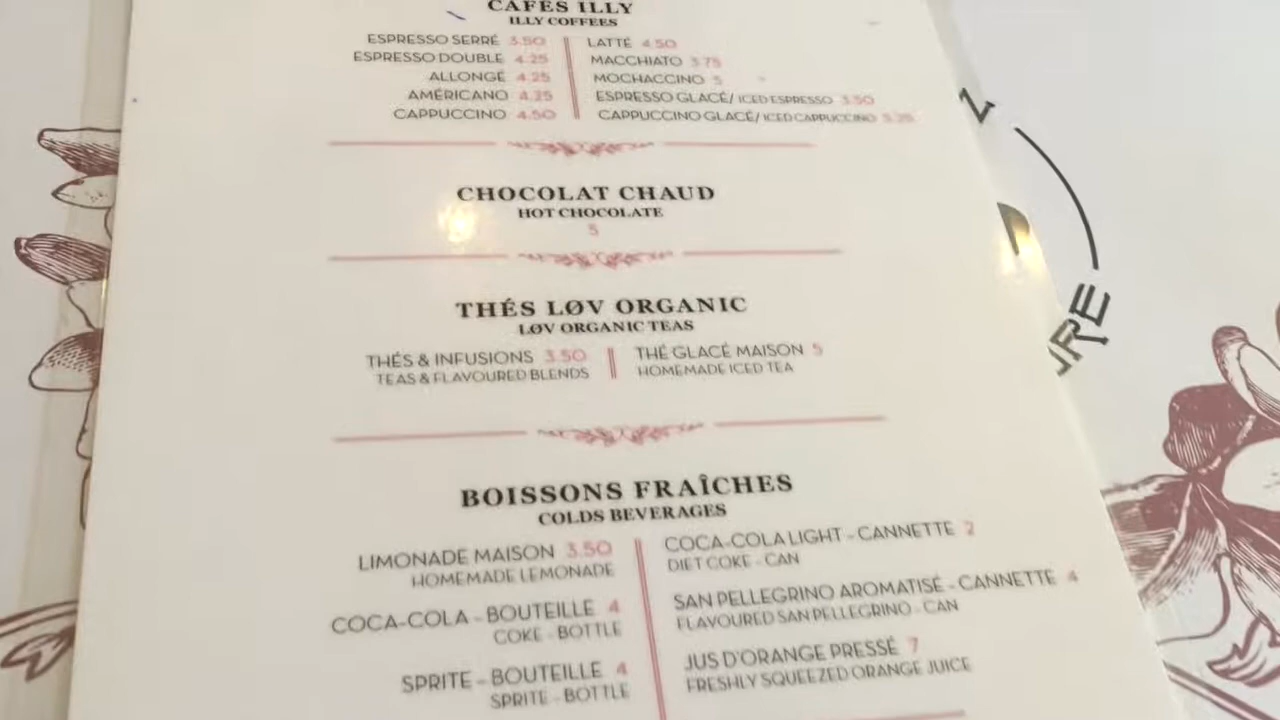 CAFÉS ILLY
ILLY COFFEES
ESPRESSO SERRÉ 3.50
ESPRESSO DOUBLE 4.25
ALLONGÉ 4.25
AMÉRICANO 4.25
CAPPUCCINO 4.50
LATTÉ 4.50
MACCHIATO 3.75
MOCHACCINO 5
ESPRESSO GLACÉ/ ICED ESPRESSO 3.50
CAPPUCCINO GLACÉ/ ICED CAPPUCCINO 5.25
CHOCOLAT CHAUD
HOT CHOCOLATE
5
THÉS LØV ORGANIC
LØV ORGANIC TEAS
THÉS & INFUSIONS 3.50
TEAS & FLAVOURED BLENDS
THÉ GLACÉ MAISON 5
HOMEMADE ICED TEA
BOISSONS FRAÎCHES
COLDS BEVERAGES
LIMONADE MAISON 3.50
HOMEMADE LEMONADE
COCA-COLA - BOUTEILLE 4
COKE - BOTTLE
SPRITE - BOUTEILLE 4
SPRITE - BOTTLE
COCA-COLA LIGHT - CANNETTE 2
DIET COKE - CAN
SAN PELLEGRINO AROMATISÉ - CANNETTE 4
FLAVOURED SAN PELLEGRINO - CAN
JUS D'ORANGE PRESSÉ 7
FRESHLY SQUEEZED ORANGE JUICE